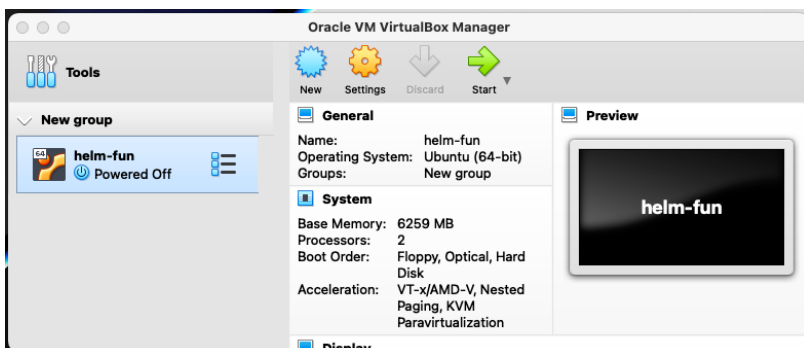 Oracle VM VirtualBox Manager
Tools
New
Settings
Discard
Start
New group
64
helm-fun
Powered Off
General
Name: helm-fun
Operating System: Ubuntu (64-bit)
Groups: New group
System
Base Memory: 6259 MB
Processors: 2
Boot Order: Floppy, Optical, Hard
Disk
Acceleration: VT-x/AMD-V, Nested
Paging, KVM
Paravirtualization
Display
Preview
helm-fun